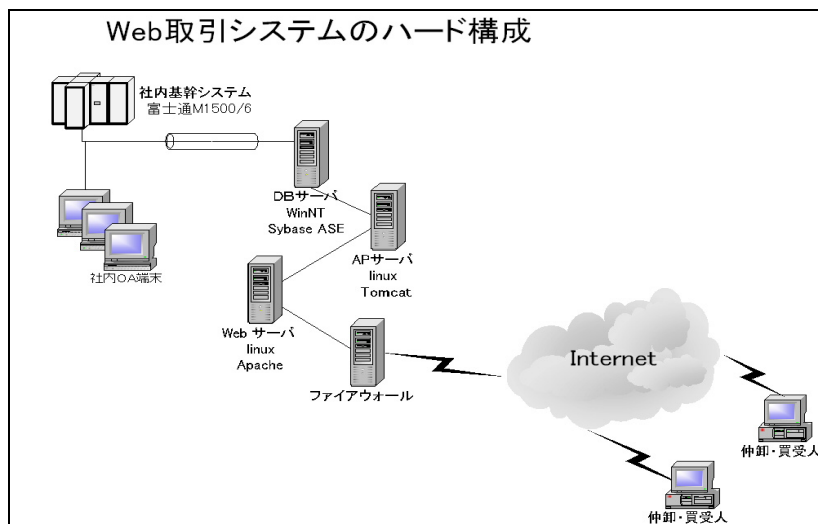 Web取引システムのハード構成
社内基幹システム
富士通M1500/6
DBサーバ
WinNT
Sybase ASE
APサーバ
linux
Tomcat
社内OA端末
Web サーバ
linux
Apache
ファイアウォール
Internet
仲卸・買受人
仲卸・買受人